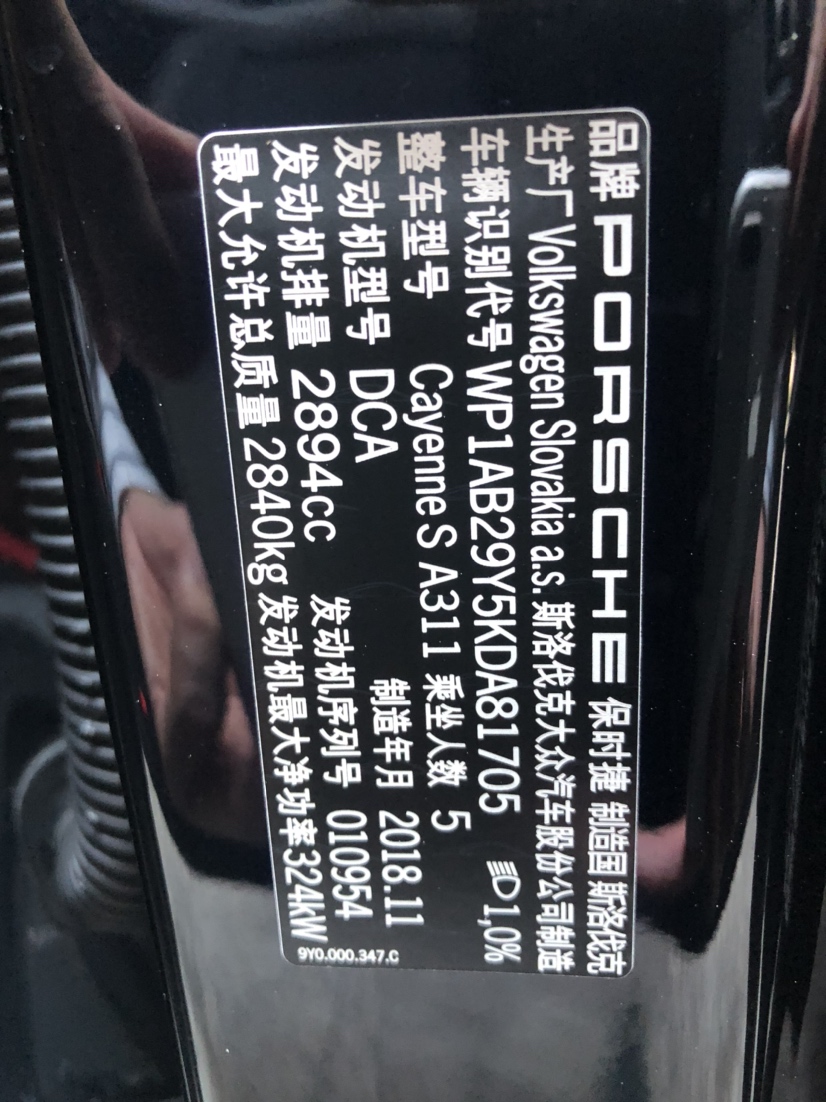 品牌 PORSCHE 保时捷 制造国 斯洛伐克
生产厂 Volkswagen Slovakia a.s. 斯洛伐克大众汽车股份公司制造
车辆识别代号 WP1AB29Y5KDA81705 1,0%
整车型号 Cayenne S A311 乘坐人数 5
发动机型号 DCA 制造年月 2018.11
发动机排量 2894cc 发动机序列号 010954
最大允许总质量 2840kg 发动机最大净功率 324kW
9Y0.000.347.C